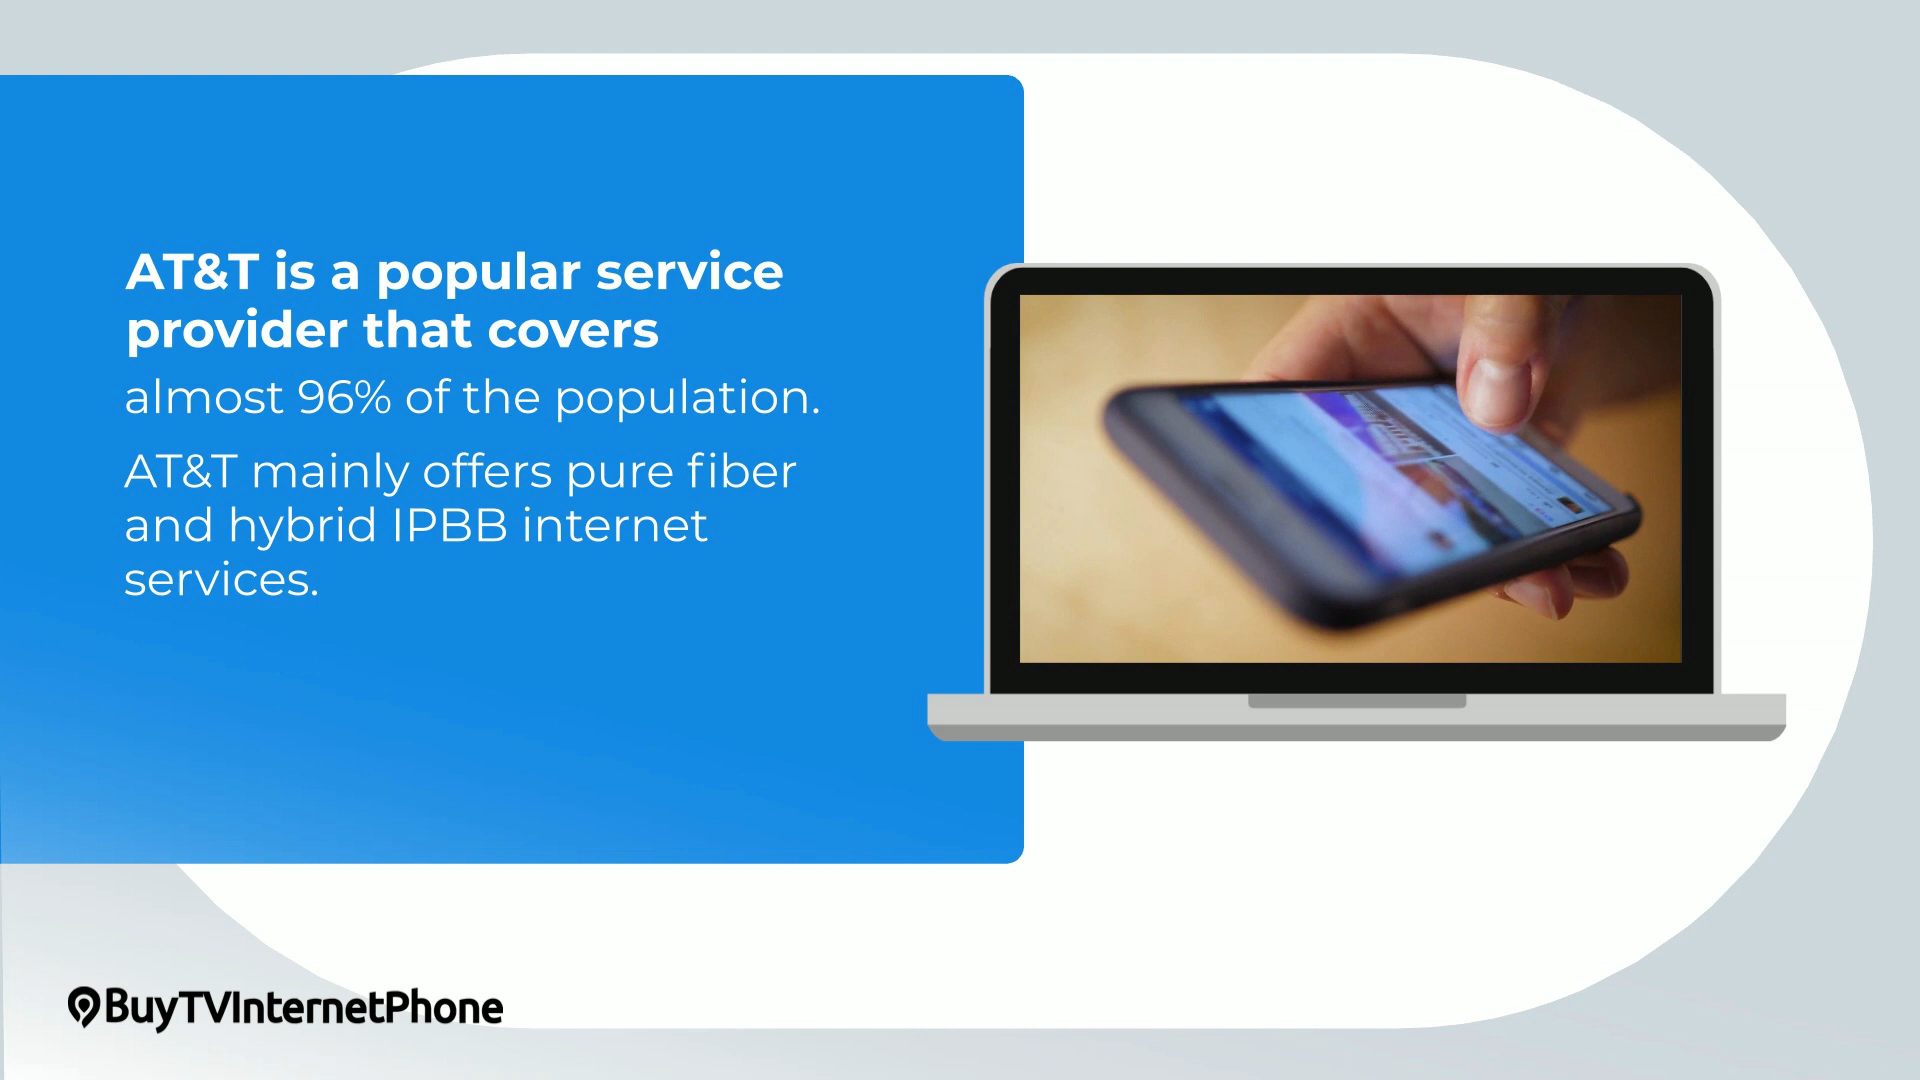 AT&T is a popular service
provider that covers
almost 96% of the population.
AT&T mainly offers pure fiber
and hybrid IPBB internet
services.
BuyTVInternetPhone